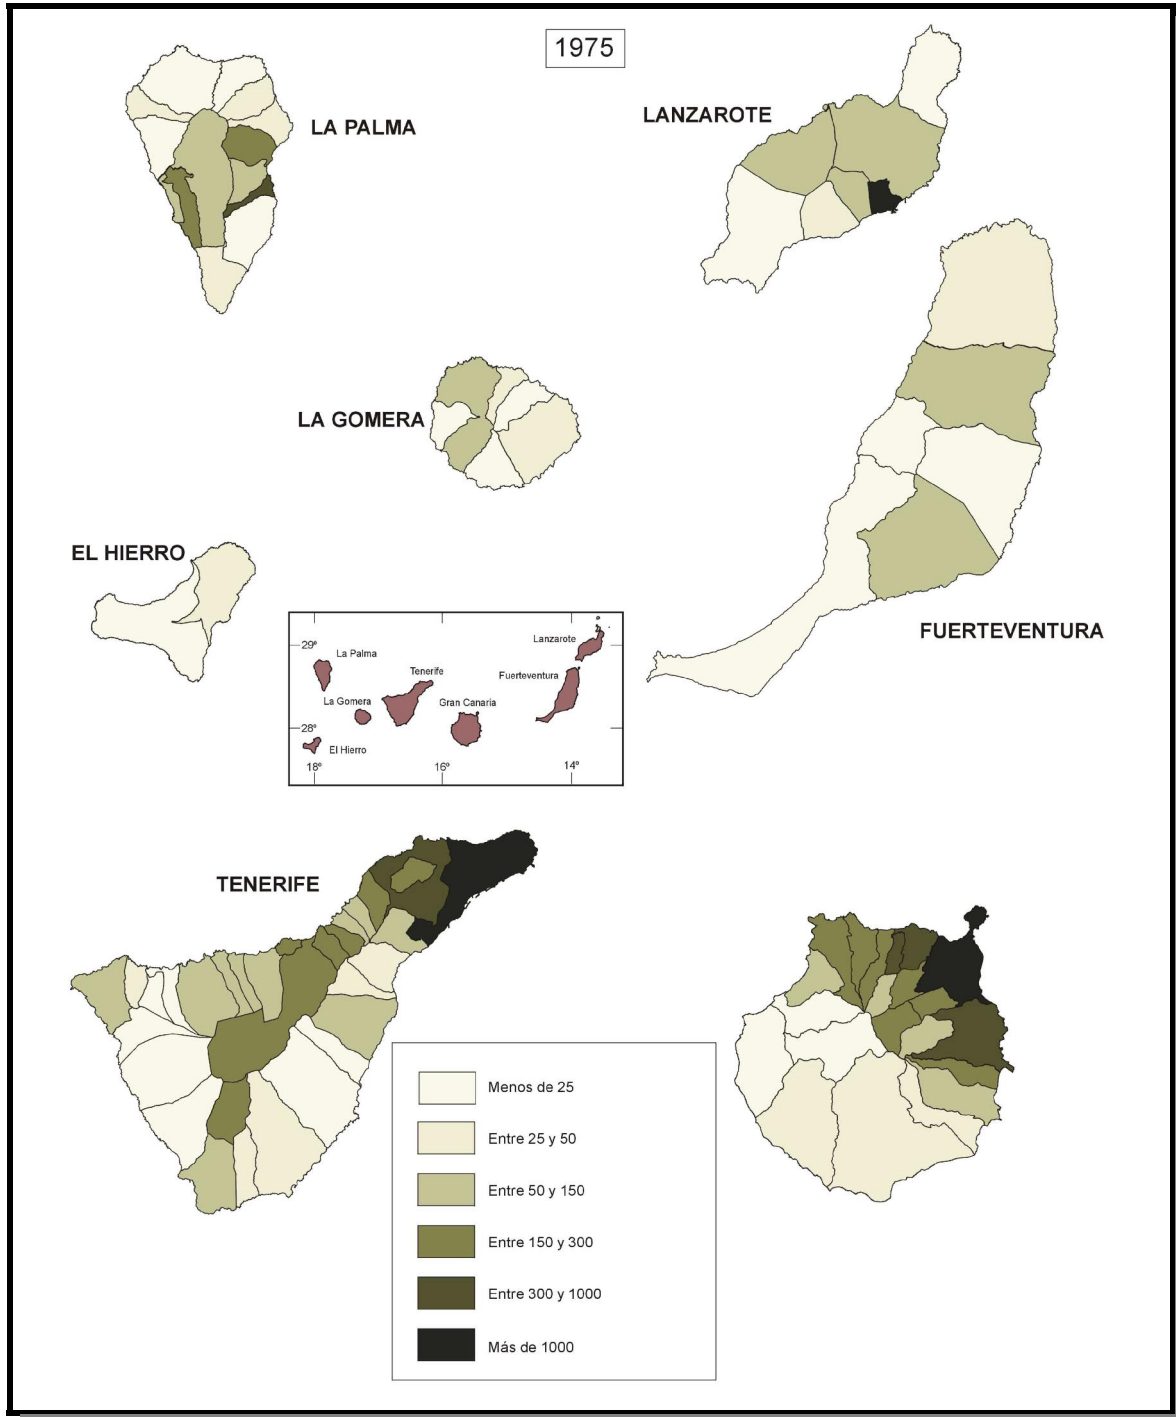 1975
LANZAROTE
LA PALMA
LA GOMERA
EL HIERRO
FUERTEVENTURA
Lanzarote
29º
La Palma
Tenerife
Fuerteventura
La Gomera
Gran Canaria
28º
El Hierro
18º
16º
14º
TENERIFE
Menos de 25
Entre 25 y 50
Entre 50 y 150
Entre 150 y 300
Entre 300 y 1000
Más de 1000